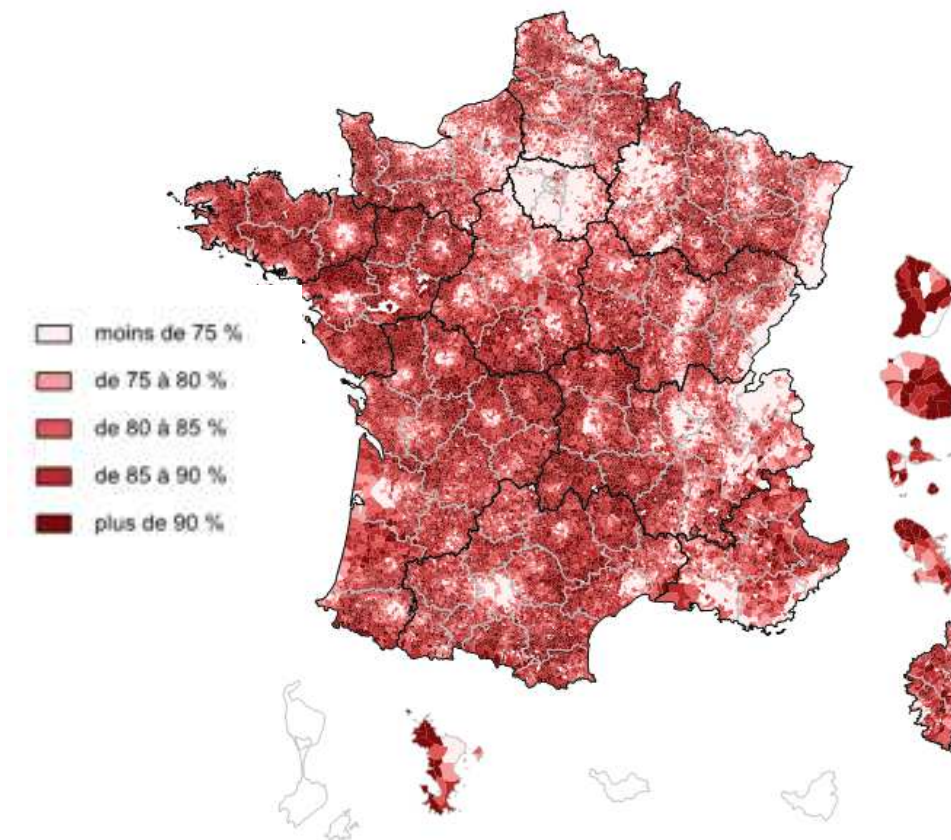 moins de 75 %
de 75 à 80 %
de 80 à 85 %
de 85 à 90 %
plus de 90 %